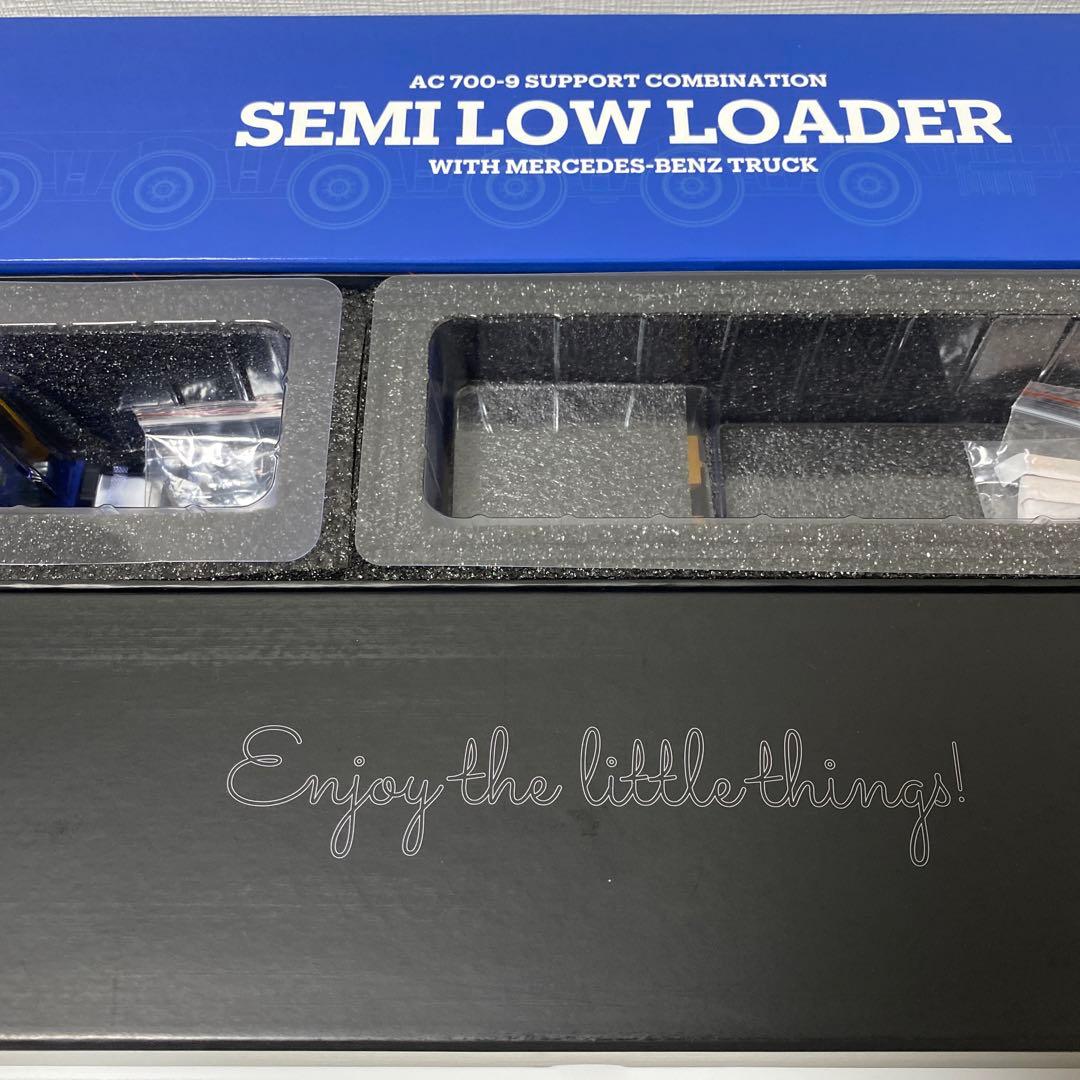 AC 700-9 SUPPORT COMBINATION
SEMI LOW LOADER
WITH MERCEDES-BENZ TRUCK
Enjoy the little things!